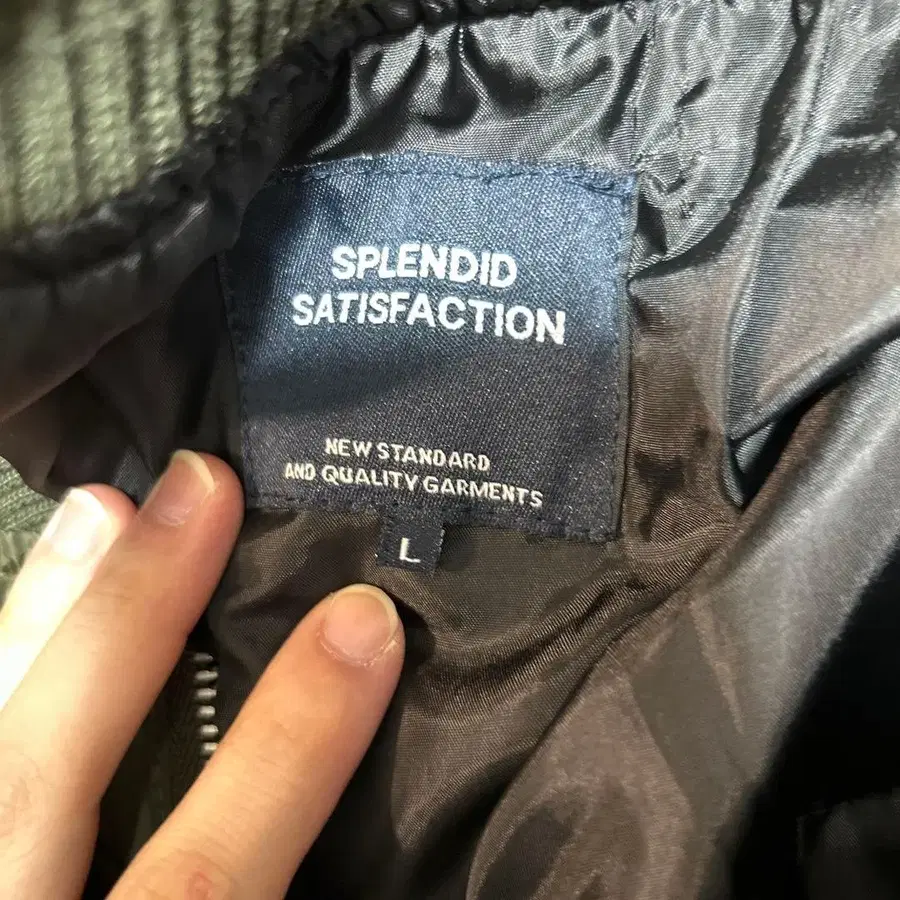 SPLENDID
SATISFACTION
NEW STANDARD
AND QUALITY GARMENTS
L